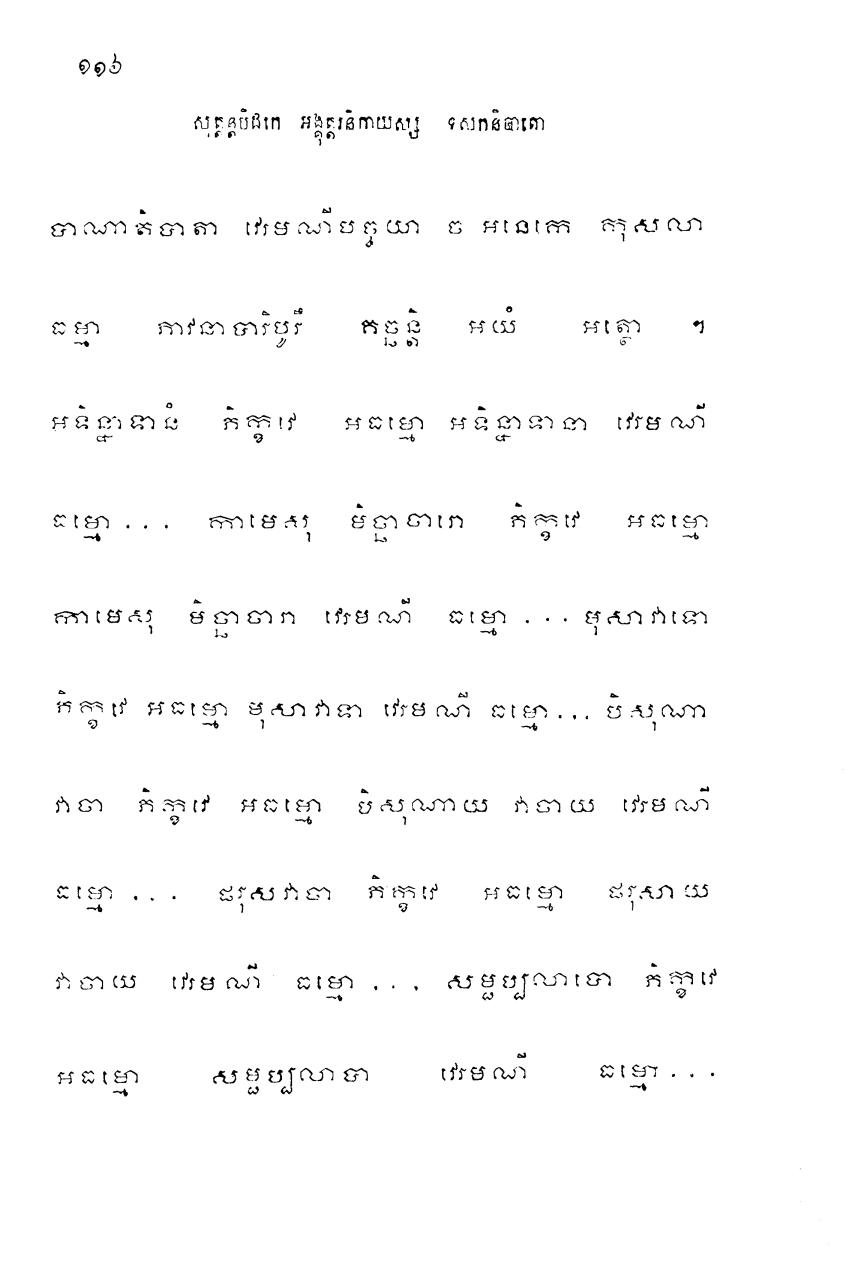 ១១៦
សុត្តន្តបិដកេ អង្គុត្តរនិកាយស្ស ទសកនិបាតោ
បាណាតិបាតា វេរមណីបច្ចយា ច អនេកេ កុសលា
ធម្មា ភាវនាបារិបូរឹ គច្ឆន្តិ អយំ អត្ថោ ។
អទិន្នាទានំ ភិក្ខវេ អធម្មោ អទិន្នាទានា វេរមណី
ធម្មោ ... កាមេសុ មិច្ឆាចារោ ភិក្ខវេ អធម្មោ
កាមេសុ មិច្ឆាចារា វេរមណី ធម្មោ ... មុសាវាទោ
ភិក្ខវេ អធម្មោ មុសាវាទា វេរមណី ធម្មោ ... បិសុណា
វាចា ភិក្ខវេ អធម្មោ បិសុណាយ វាចាយ វេរមណី
ធម្មោ ... ផរុសវាចា ភិក្ខវេ អធម្មោ ផរុសាយ
វាចាយ វេរមណី ធម្មោ ... សម្ផប្បលាបោ ភិក្ខវេ
អធម្មោ សម្ផប្បលាបា វេរមណី ធម្មោ ...